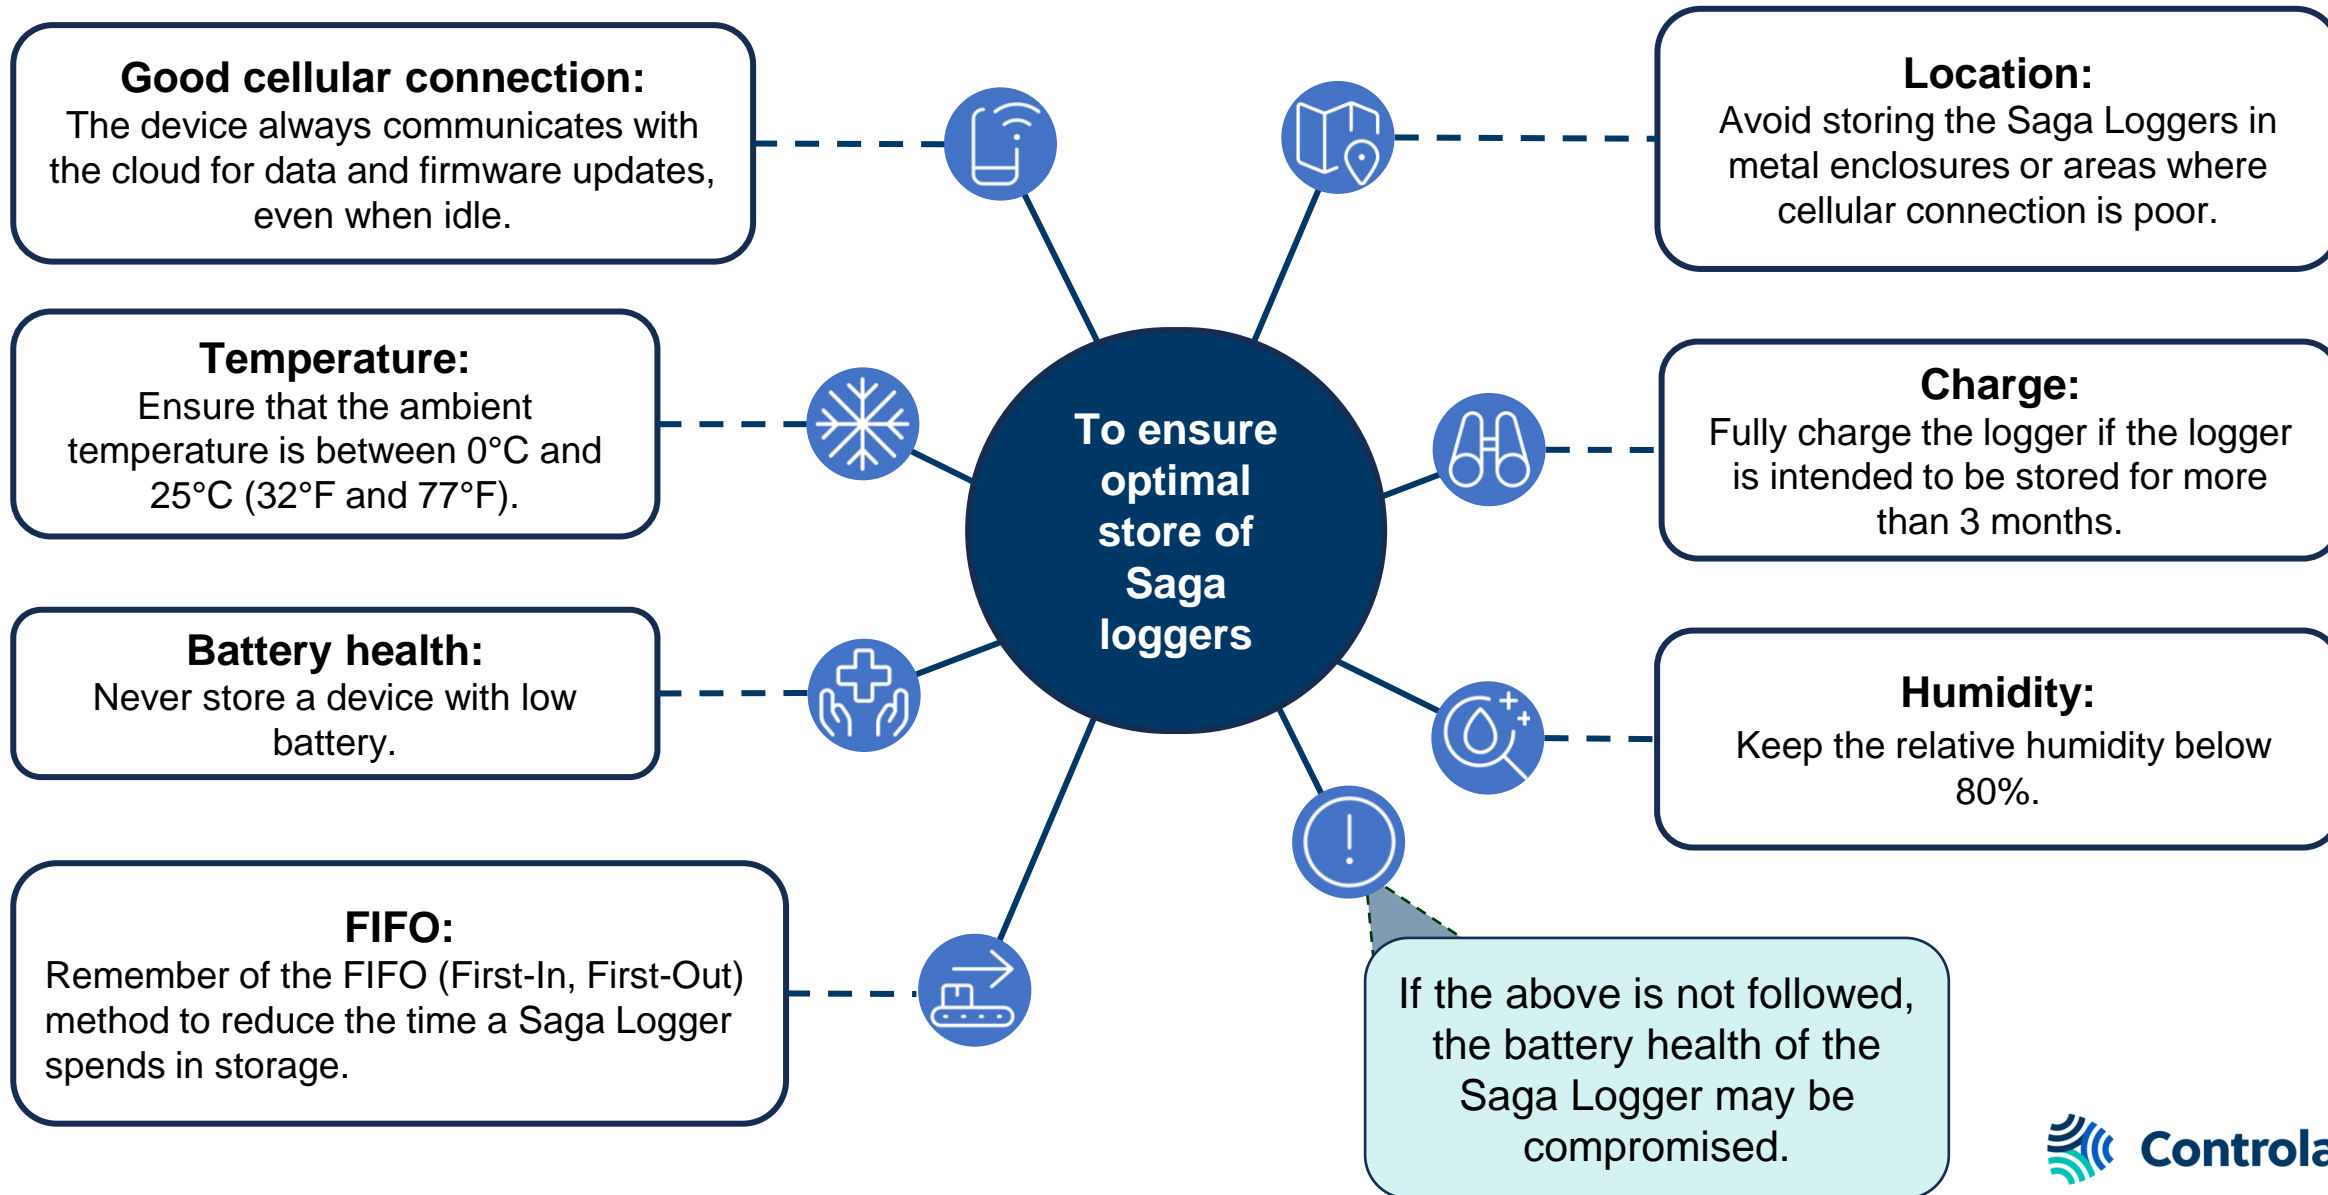 Good cellular connection:
The device always communicates with
the cloud for data and firmware updates,
even when idle.
Temperature:
Ensure that the ambient
temperature is between 0°C and
25°C (32°F and 77°F).
Battery health:
Never store a device with low
battery.
FIFO:
Remember of the FIFO (First-In, First-Out)
method to reduce the time a Saga Logger
spends in storage.
To ensure
optimal
store of
Saga
loggers
Location:
Avoid storing the Saga Loggers in
metal enclosures or areas where
cellular connection is poor.
Charge:
Fully charge the logger if the logger
is intended to be stored for more
than 3 months.
Humidity:
Keep the relative humidity below
80%.
If the above is not followed,
the battery health of the
Saga Logger may be
compromised.
Controla